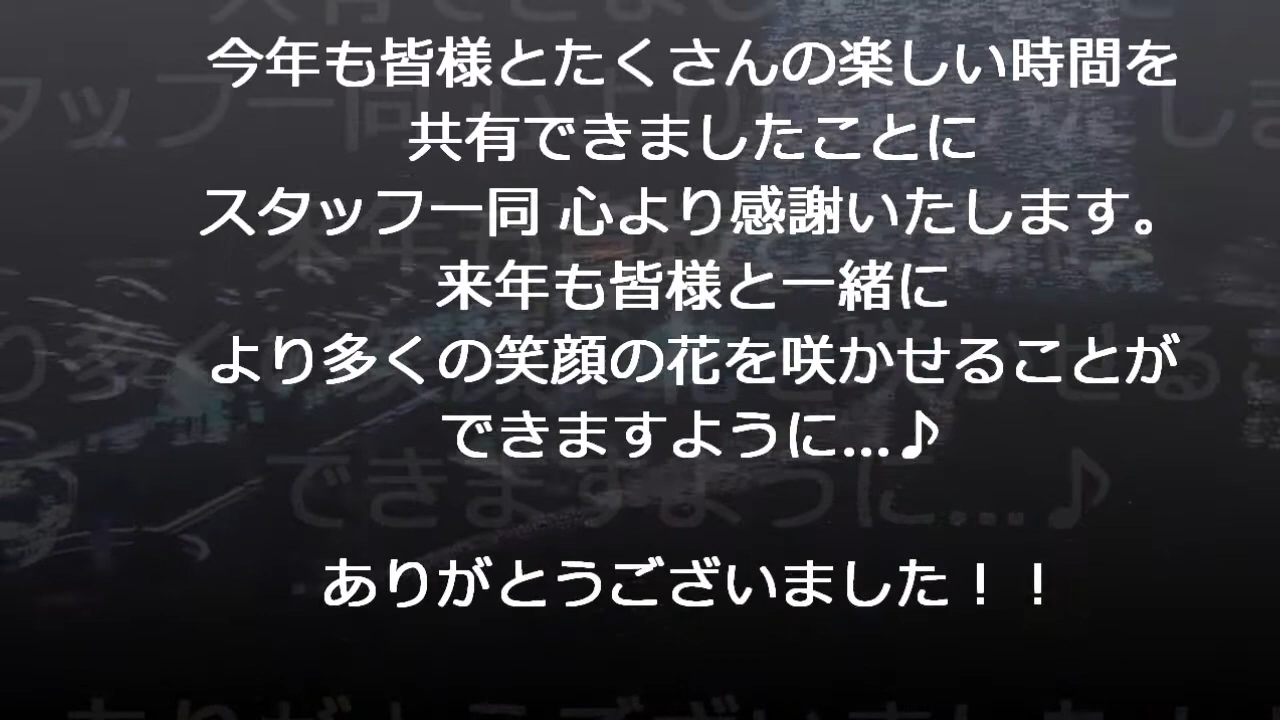 今年も皆様とたくさんの楽しい時間を
共有できましたことに
スタッフ一同 心より感謝いたします。
来年も皆様と一緒に
より多くの笑顔の花を咲かせることが
できますように…♪
ありがとうございました！！